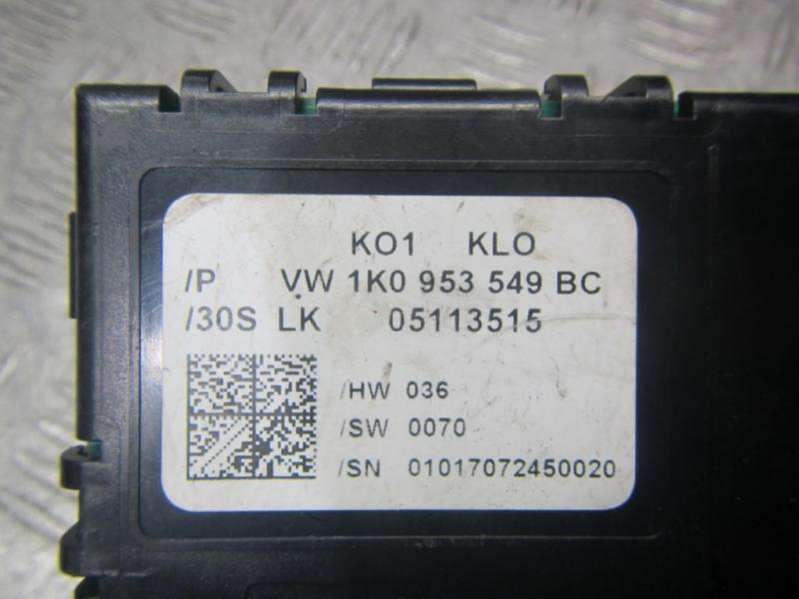 KO1 KLO
/P VW 1K0 953 549 BC
/30S LK 05113515
/HW 036
/SW 0070
/SN 01017072450020